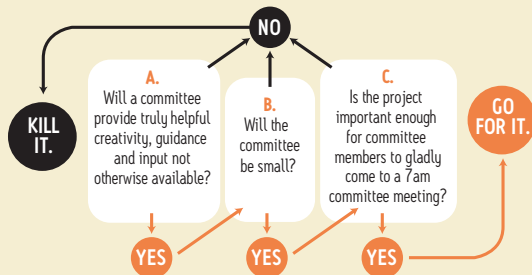 NO
A.
Will a committee
provide truly helpful
creativity, guidance
and input not
otherwise available?
B.
Will the
committee
be small?
C.
Is the project
important enough
for committee
members to gladly
come to a 7am
committee meeting?
KILL
IT.
GO
FOR IT.
YES
YES
YES